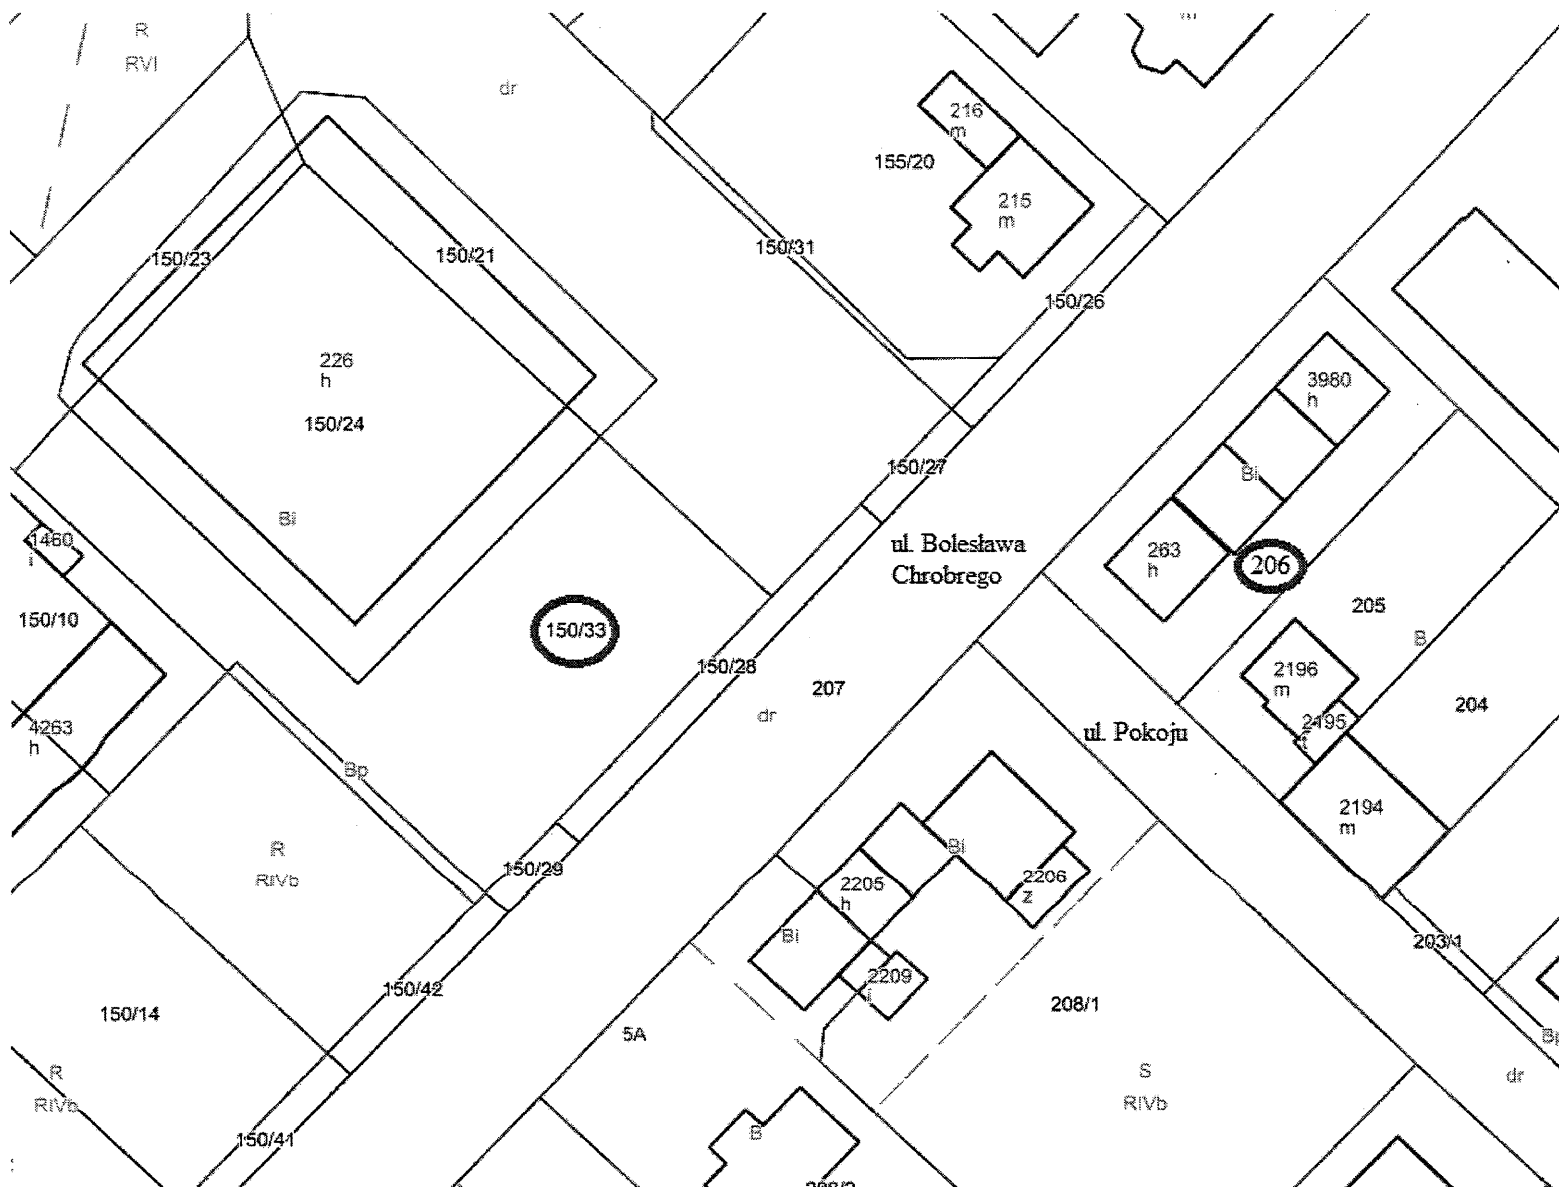 R
RVI
dr
216
m
155/20
215
m
150/23
150/21
150/31
150/26
226
h
150/24
3980
h
150/27
Bi
Bi
ul. Bolesława
Chrobrego
1460
i
263
h
206
150/10
150/33
205
B
150/28
2196
m
207
204
dr
2195
t
ul. Pokoju
4263
h
Bp
2194
m
R
RIVb
150/29
Bi
2205
h
2206
z
Bi
203/1
2209
i
150/42
208/1
150/14
5A
Bp
R
RIVb
S
RIVb
dr
150/41
B